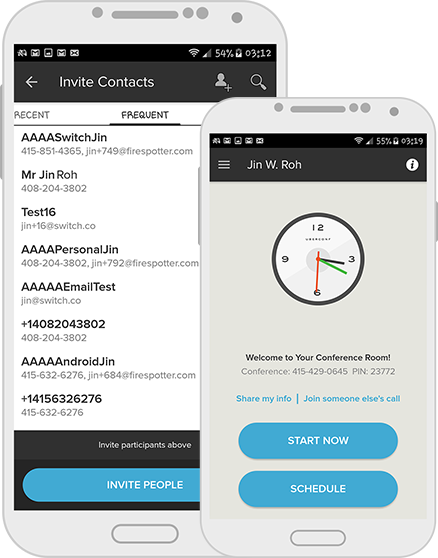 54% 03:12
Invite Contacts
RECENT FREQUENT
AAAASwitchJin
415-851-4365, jin+749@firespotter.com
Mr Jin Roh
408-204-3802
Test16
jin+16@switch.co
AAAAPersonalJin
408-204-3802, jin+792@firespotter.com
AAAAAEmailTest
jin@switch.co
+14082043802
408-204-3802
AAAAAndroidJin
415-632-6276, jin+684@firespotter.com
+14156326276
415-632-6276
Invite participants above
INVITE PEOPLE
55% 03:19
Jin W. Roh
12
UBERCONF
9 3
6
Welcome to Your Conference Room!
Conference: 415-429-0645 PIN: 23772
Share my info | Join someone else's call
START NOW
SCHEDULE